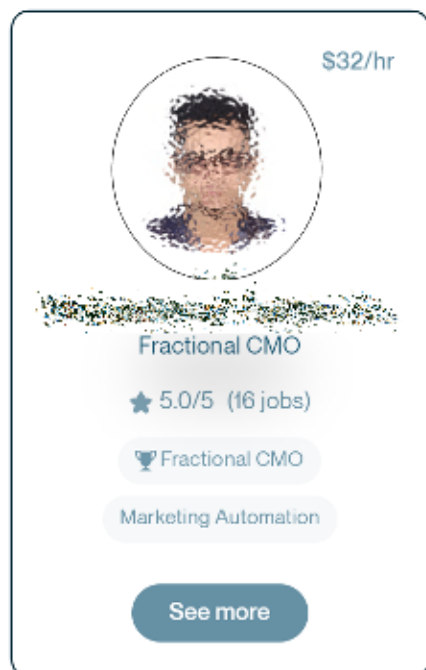 $32/hr
Fractional CMO
5.0/5 (16 jobs)
Fractional CMO
Marketing Automation
See more